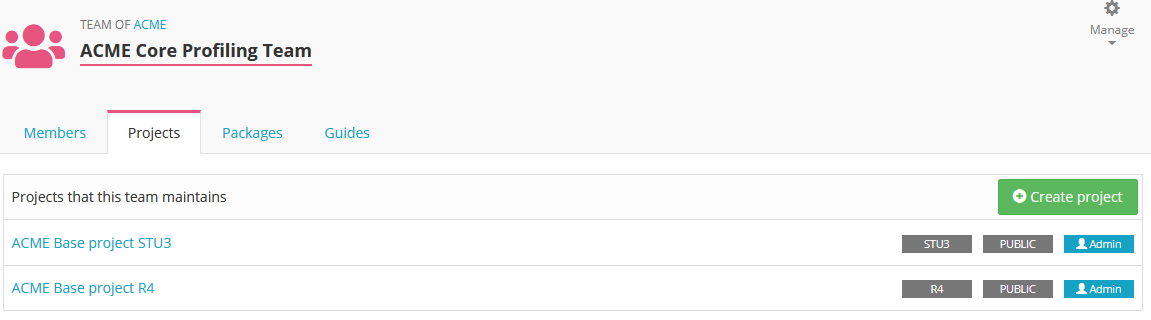 TEAM OF ACME
ACME Core Profiling Team
Manage
Members Projects Packages Guides
Projects that this team maintains Create project
ACME Base project STU3 STU3 PUBLIC Admin
ACME Base project R4 R4 PUBLIC Admin